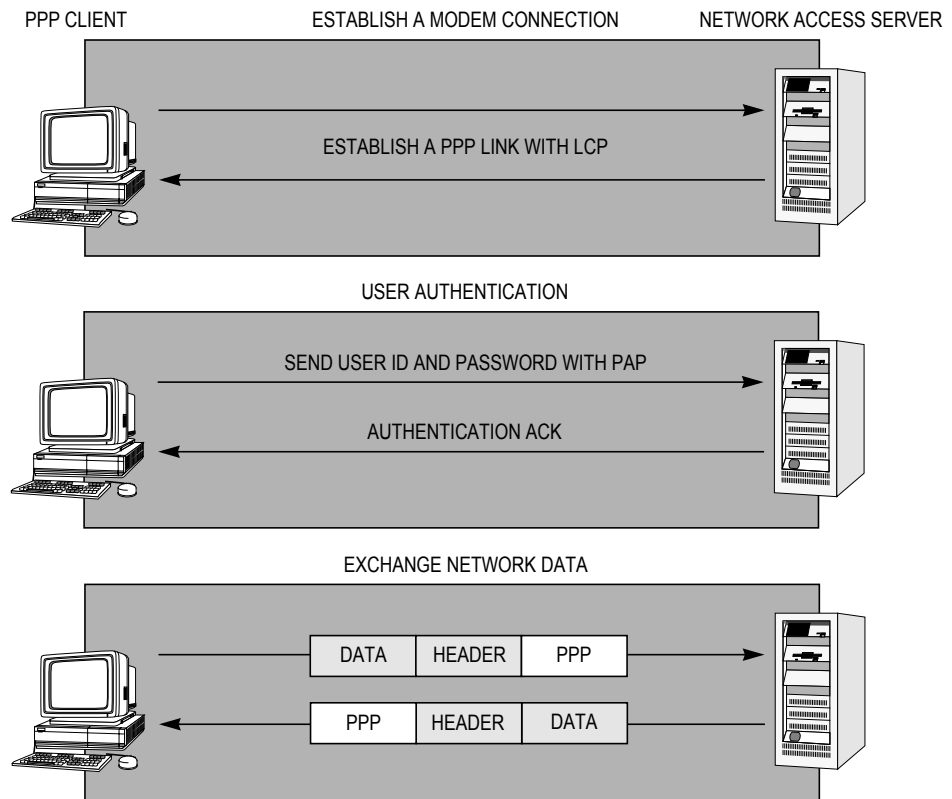 PPP CLIENT
ESTABLISH A MODEM CONNECTION
NETWORK ACCESS SERVER
ESTABLISH A PPP LINK WITH LCP
USER AUTHENTICATION
SEND USER ID AND PASSWORD WITH PAP
AUTHENTICATION ACK
EXCHANGE NETWORK DATA
DATA HEADER PPP
PPP HEADER DATA